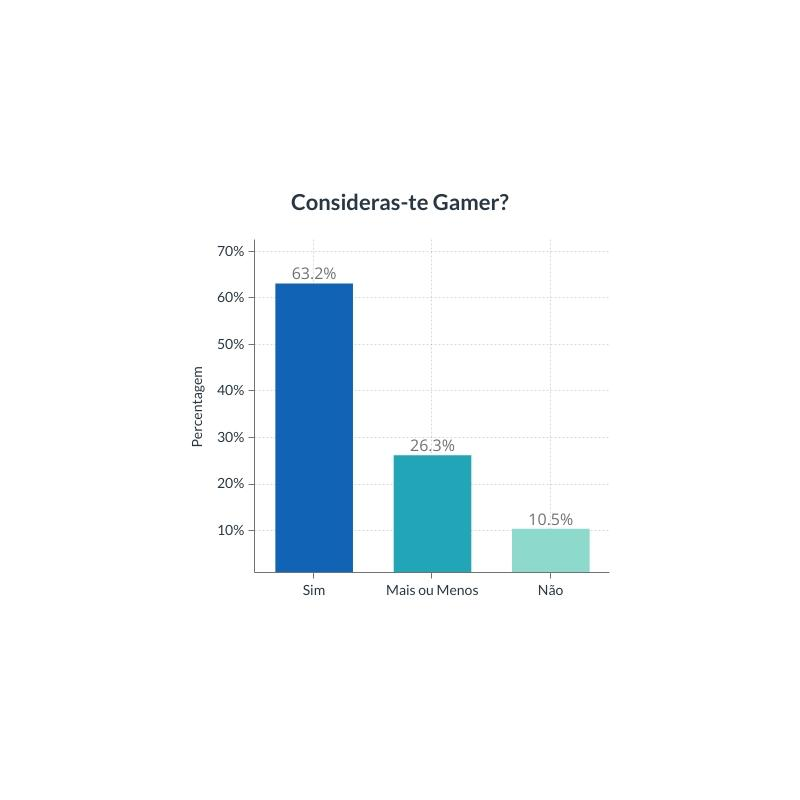 Consideras-te Gamer?
70%
63.2%
60%
50%
40%
30%
26.3%
20%
10.5%
10%
Percentagem
Sim
Mais ou Menos
Não